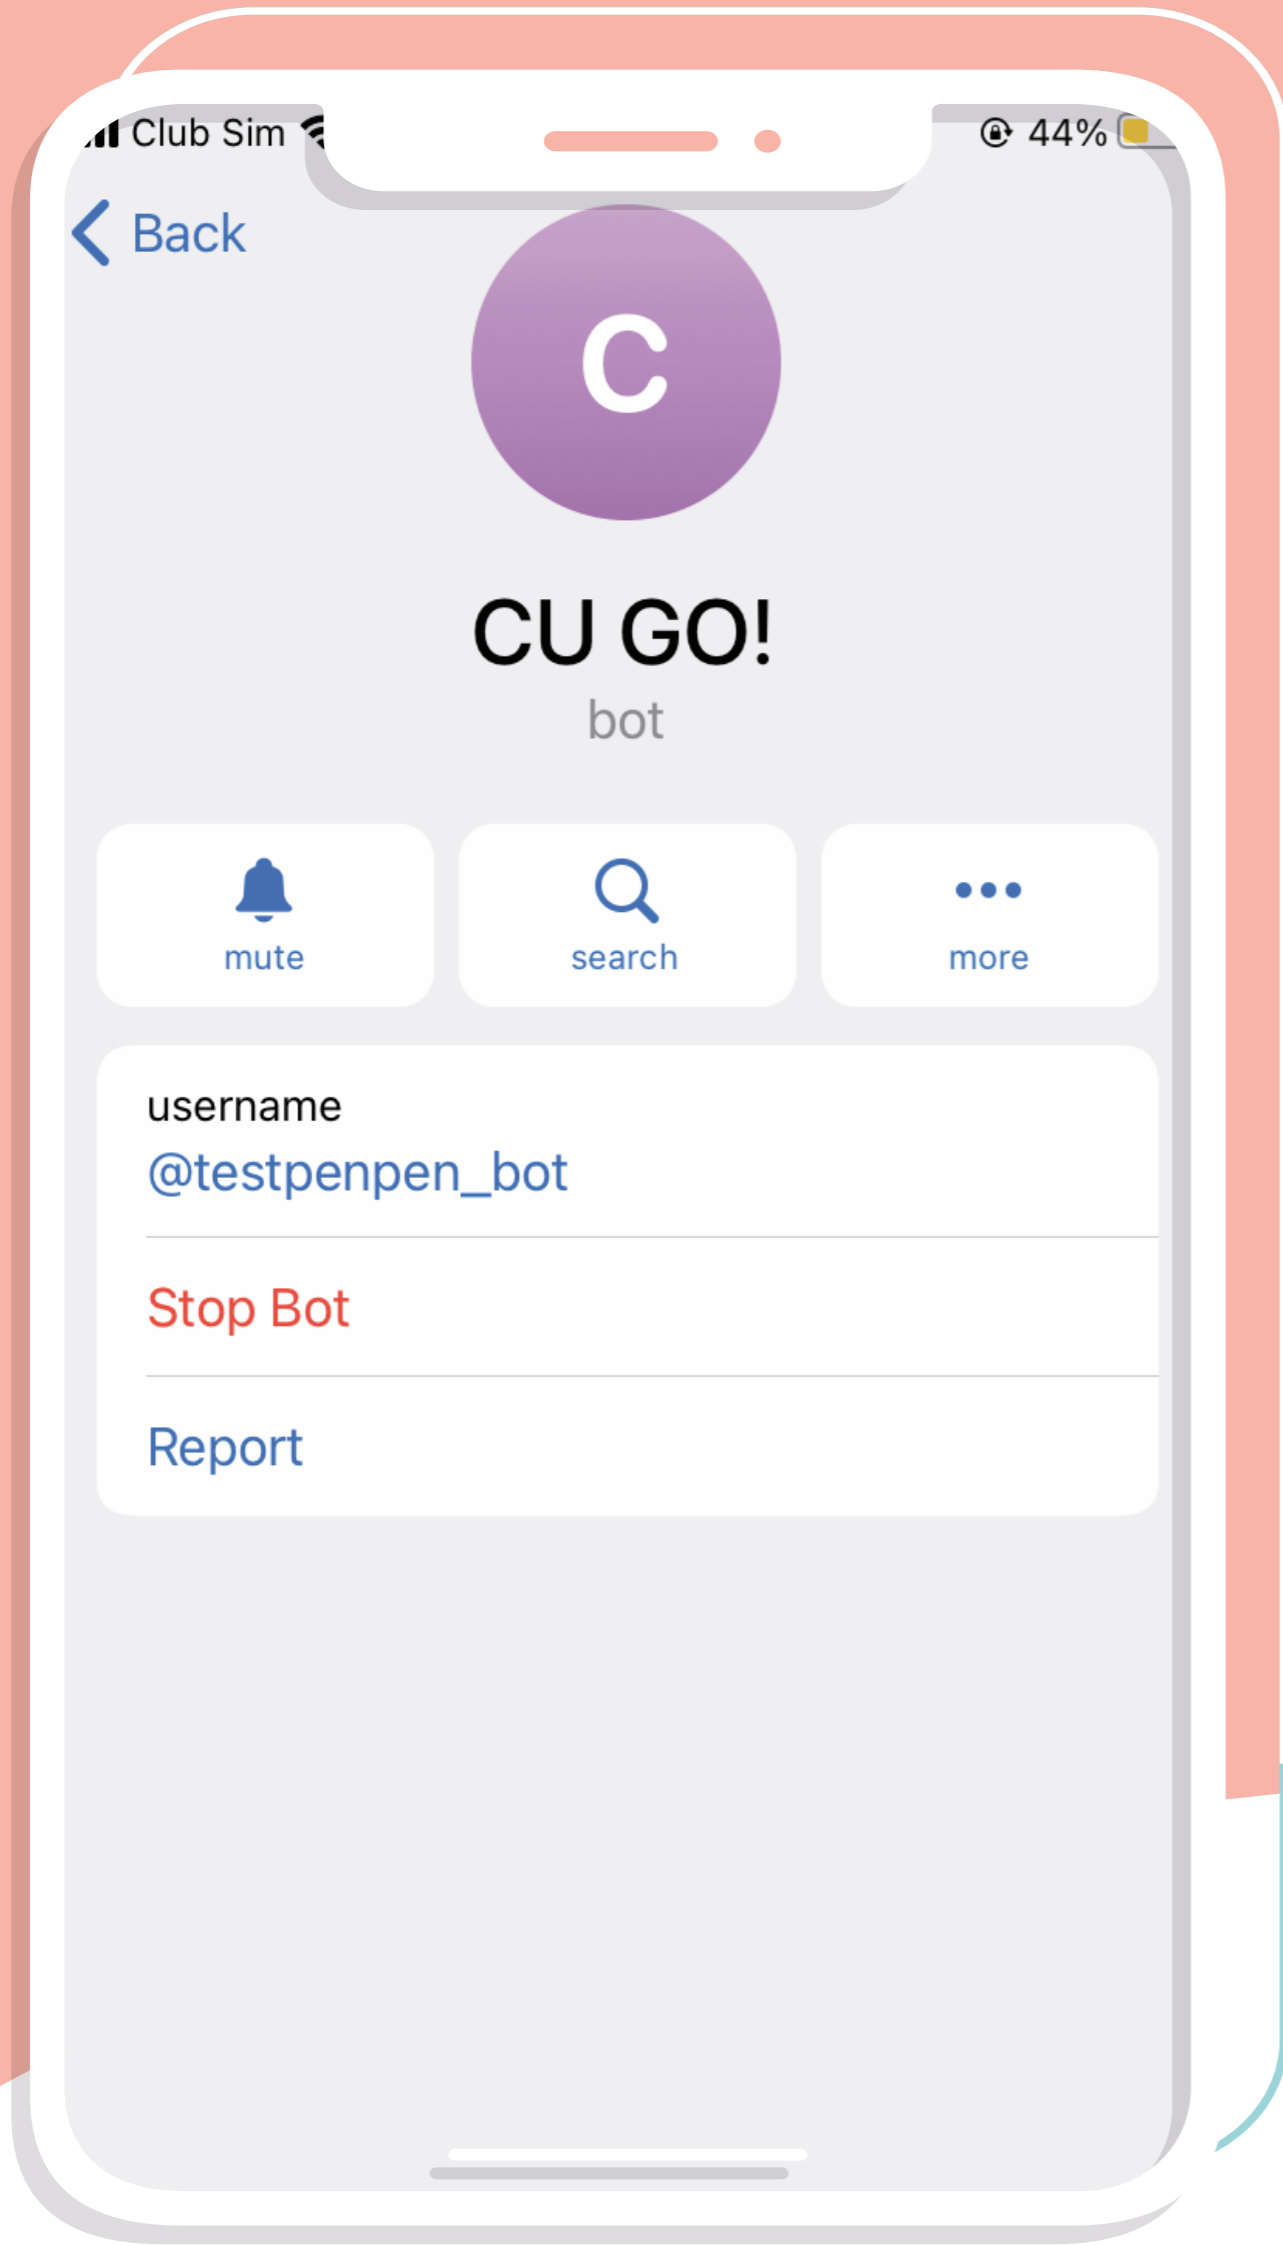 Club Sim 44%
Back
C
CU GO!
bot
mute search more
username
@testpenpen_bot
Stop Bot
Report